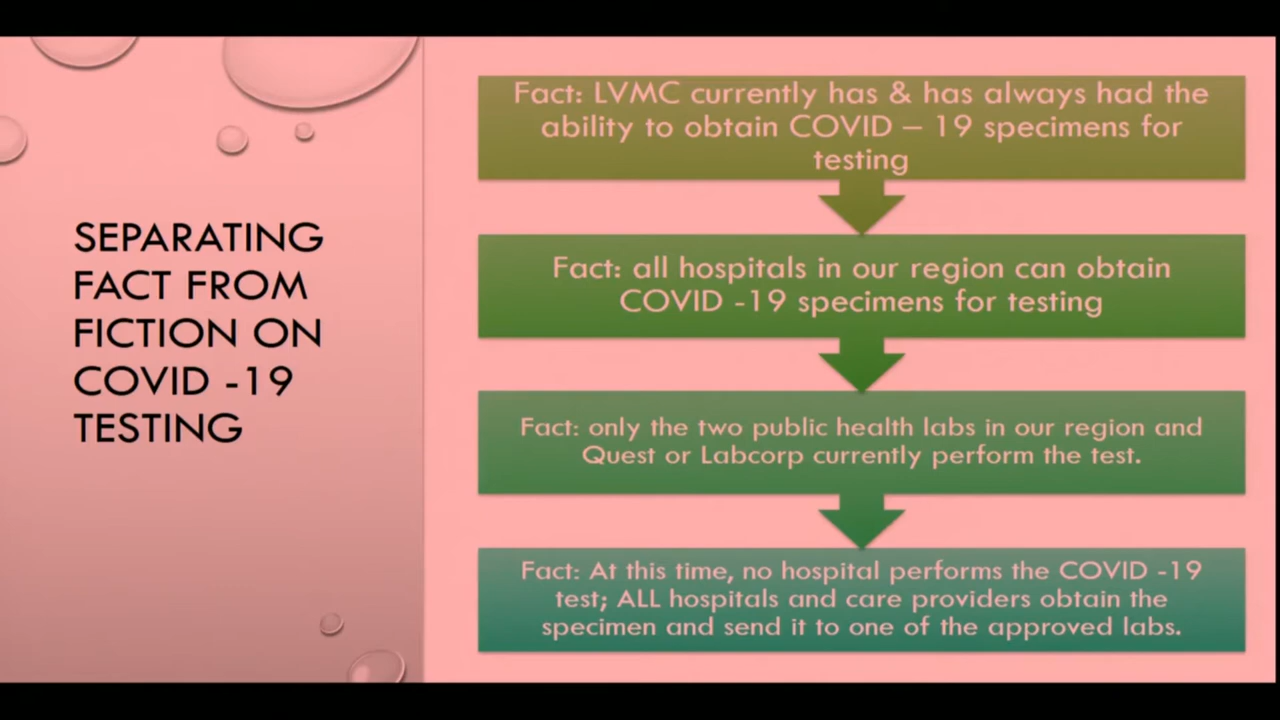 SEPARATING
FACT FROM
FICTION ON
COVID -19
TESTING
Fact: LVMC currently has & has always had the
ability to obtain COVID – 19 specimens for
testing
Fact: all hospitals in our region can obtain
COVID -19 specimens for testing
Fact: only the two public health labs in our region and
Quest or Labcorp currently perform the test.
Fact: At this time, no hospital performs the COVID -19
test; ALL hospitals and care providers obtain the
specimen and send it to one of the approved labs.